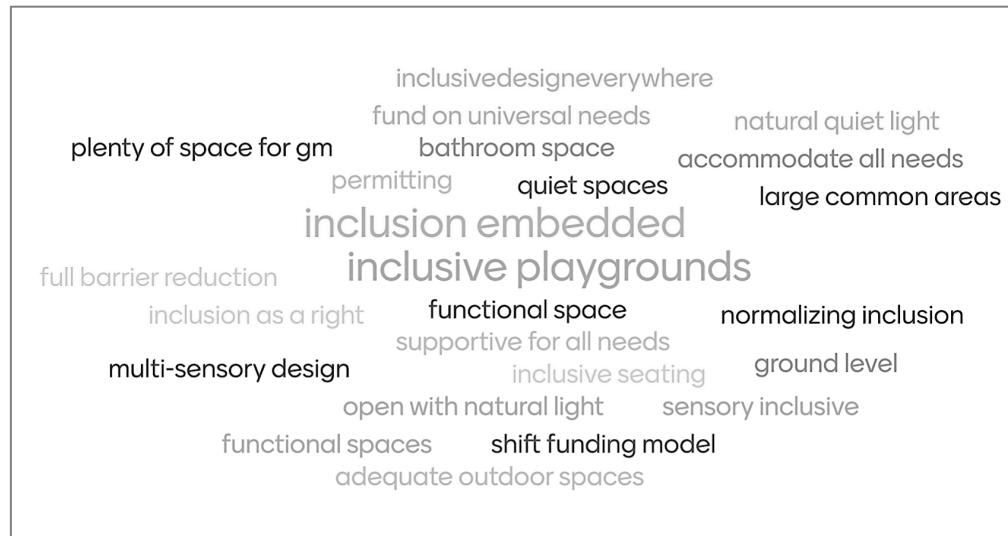 inclusivedesigneverywhere
fund on universal needs
natural quiet light
plenty of space for gm
bathroom space
accommodate all needs
permitting
quiet spaces
large common areas
inclusion embedded
inclusive playgrounds
full barrier reduction
inclusion as a right
functional space
normalizing inclusion
supportive for all needs
multi-sensory design
inclusive seating
ground level
open with natural light
sensory inclusive
functional spaces
shift funding model
adequate outdoor spaces